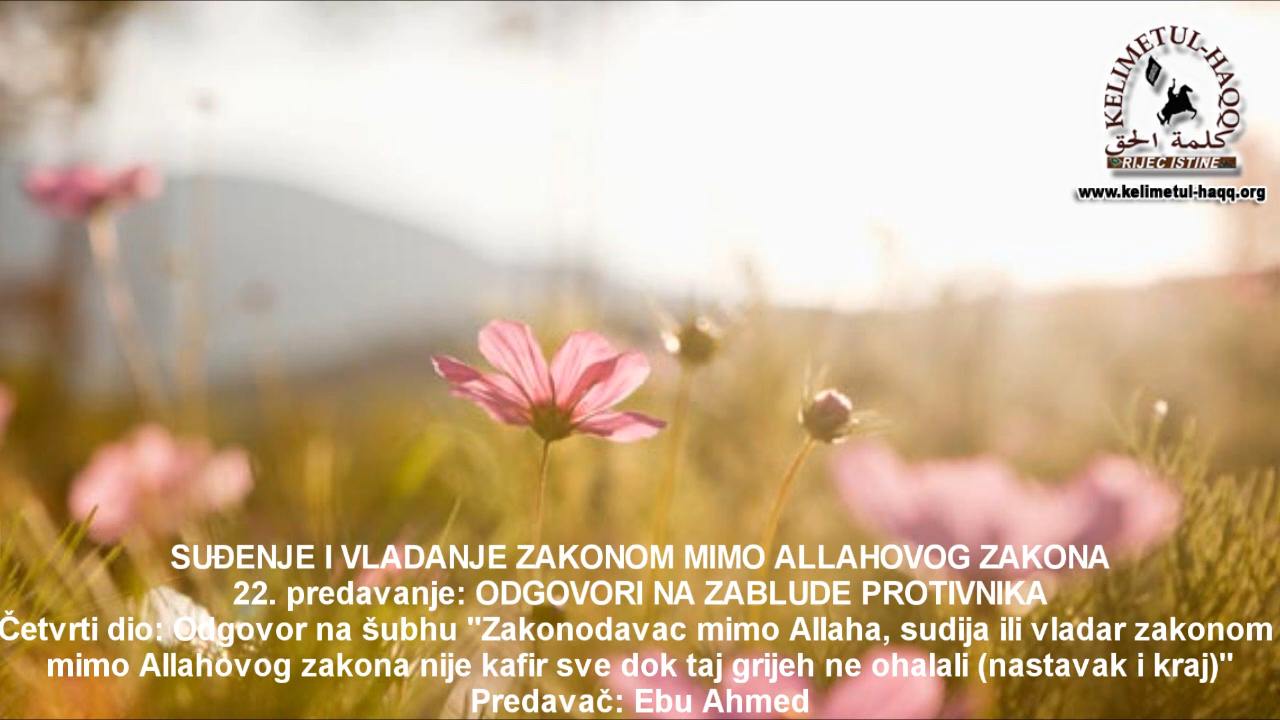 KELIMETUL-HAQQ
كلمة الحق
RIJEČ ISTINE
www.kelimetul-haqq.org
SUĐENJE I VLADANJE ZAKONOM MIMO ALLAHOVOG ZAKONA
22. predavanje: ODGOVORI NA ZABLUDE PROTIVNIKA
Četvrti dio: Odgovor na šubhu "Zakonodavac mimo Allaha, sudija ili vladar zakonom
mimo Allahovog zakona nije kafir sve dok taj grijeh ne ohalali (nastavak i kraj)"
Predavač: Ebu Ahmed